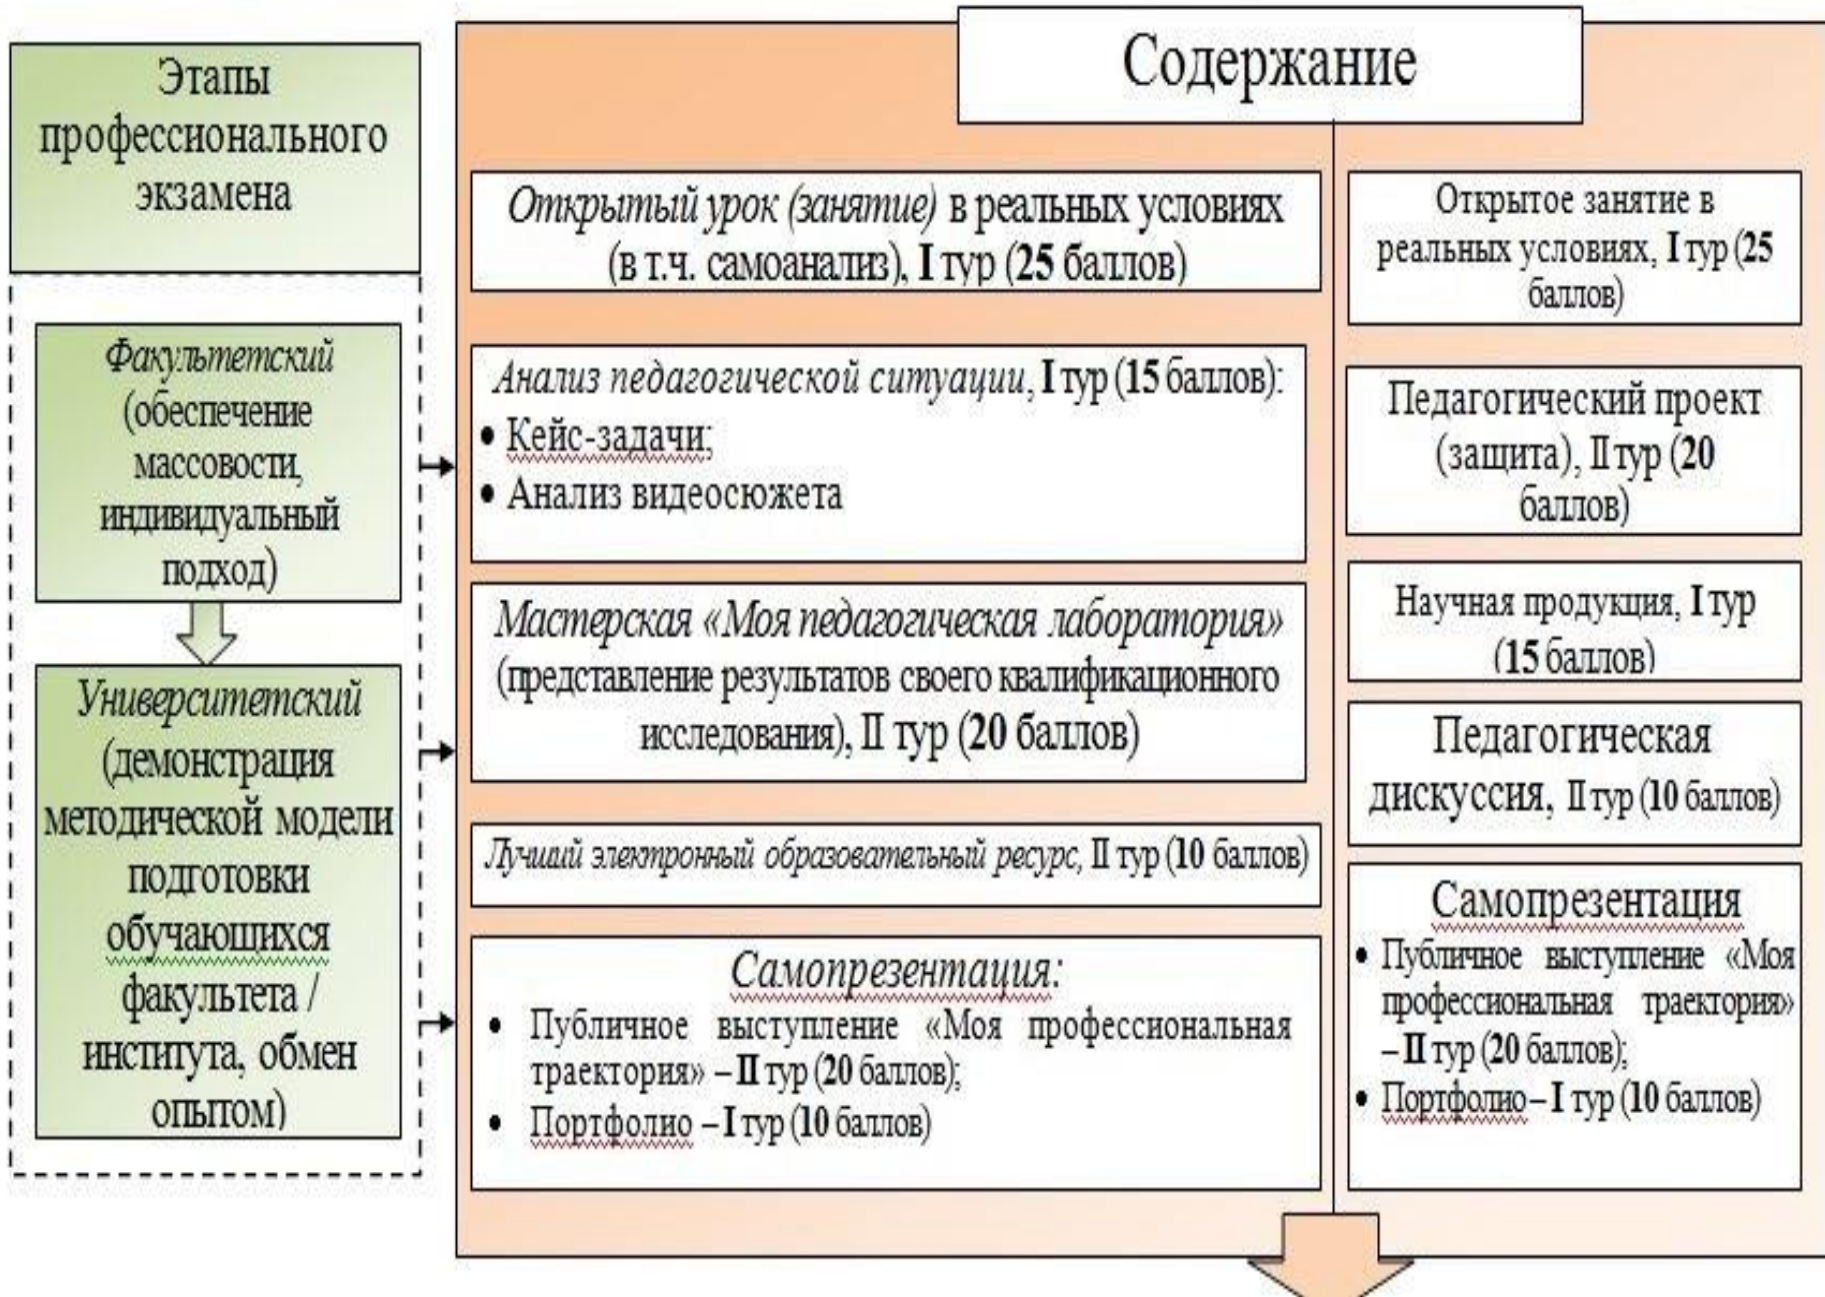 Этапы
профессионального
экзамена
Факультетский
(обеспечение
массовости,
индивидуальный
подход)
Университетский
(демонстрация
методической модели
подготовки
обучающихся
факультета /
института, обмен
опытом)
Содержание
Открытый урок (занятие) в реальных условиях
(в т.ч. самоанализ), I тур (25 баллов)
Анализ педагогической ситуации, I тур (15 баллов):
• Кейс-задачи;
• Анализ видеосюжета
Мастерская «Моя педагогическая лаборатория»
(представление результатов своего квалификационного
исследования), II тур (20 баллов)
Лучший электронный образовательный ресурс, II тур (10 баллов)
Самопрезентация:
• Публичное выступление «Моя профессиональная
траектория» – II тур (20 баллов);
• Портфолио – I тур (10 баллов)
Открытое занятие в
реальных условиях, I тур (25
баллов)
Педагогический проект
(защита), II тур (20
баллов)
Научная продукция, I тур
(15 баллов)
Педагогическая
дискуссия, II тур (10 баллов)
Самопрезентация
• Публичное выступление «Моя
профессиональная траектория»
– II тур (20 баллов);
• Портфолио – I тур (10 баллов)